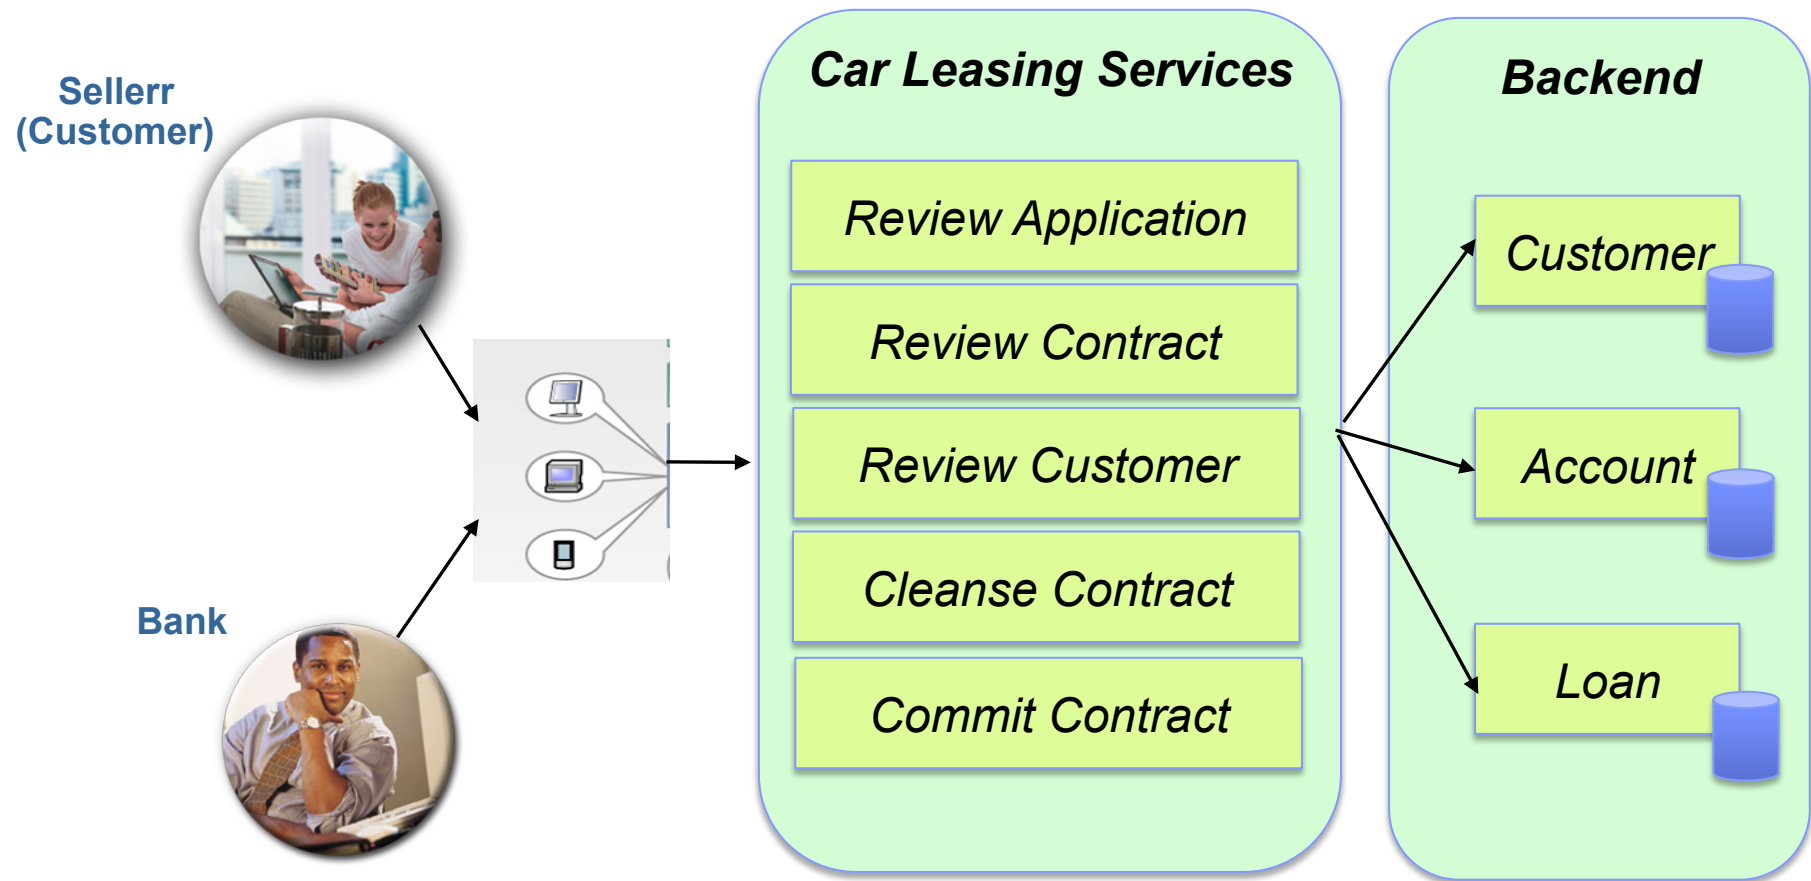 Sellerr
(Customer)
Bank
Car Leasing Services
Review Application
Review Contract
Review Customer
Cleanse Contract
Commit Contract
Backend
Customer
Account
Loan